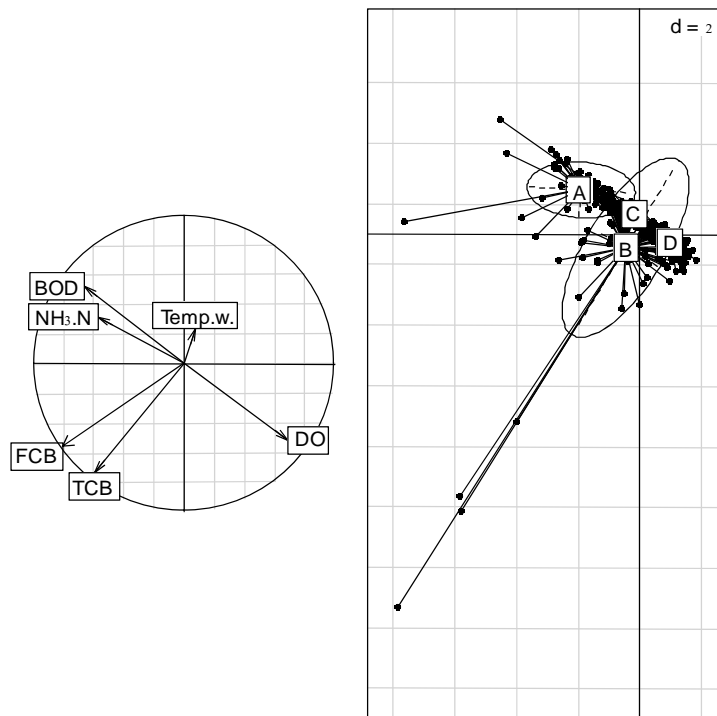 d = 2
A
C
B
D
BOD
NH₃.N
Temp.w.
DO
FCB
TCB